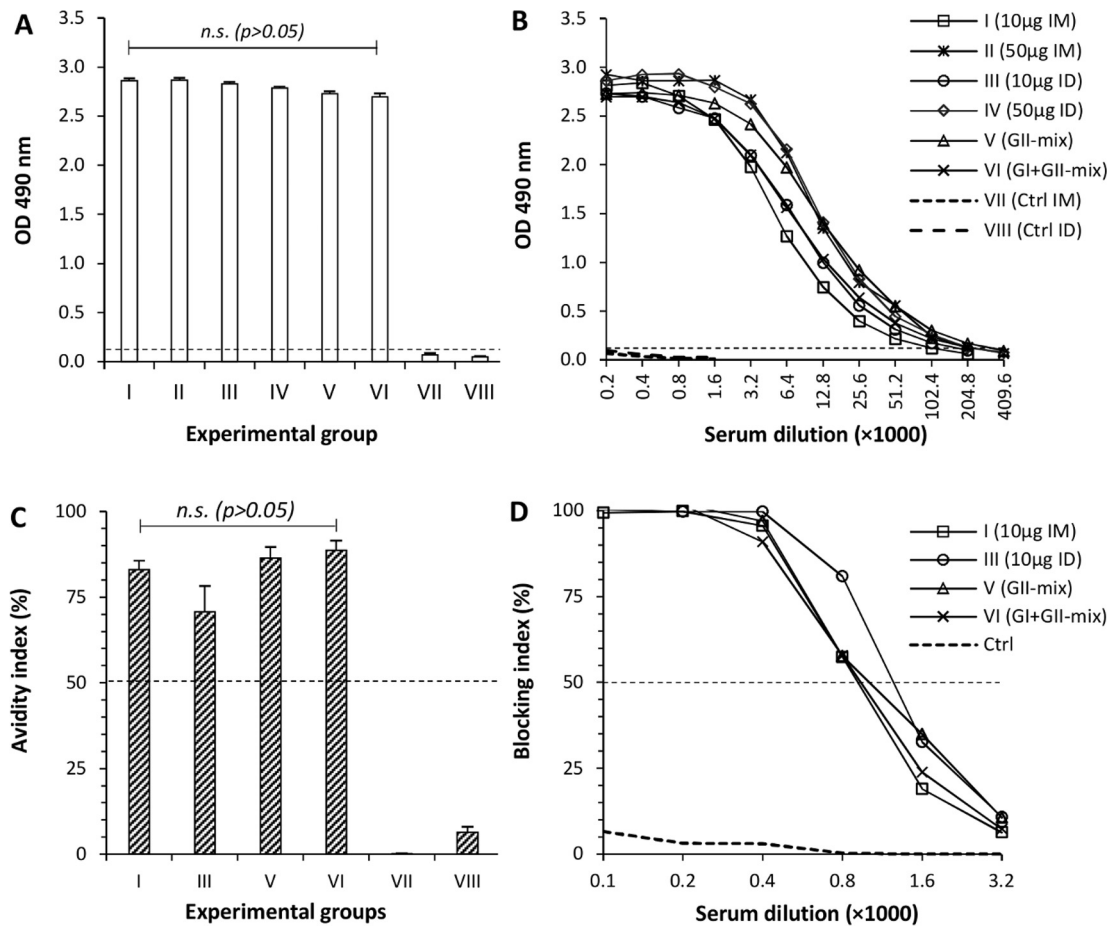 A
n.s. (p>0.05)
OD 490 nm
3.5
3.0
2.5
2.0
1.5
1.0
0.5
0.0
I II III IV V VI VII VIII
Experimental group
B
OD 490 nm
3.5
3.0
2.5
2.0
1.5
1.0
0.5
0.0
0.2 0.4 0.8 1.6 3.2 6.4 12.8 25.6 51.2 102.4 204.8 409.6
Serum dilution (×1000)
I (10µg IM)
II (50µg IM)
III (10µg ID)
IV (50µg ID)
V (GII-mix)
VI (GI+GII-mix)
VII (Ctrl IM)
VIII (Ctrl ID)
C
n.s. (p>0.05)
Avidity index (%)
100
75
50
25
0
I III V VI VII VIII
Experimental groups
D
Blocking index (%)
100
75
50
25
0
0.1 0.2 0.4 0.8 1.6 3.2
Serum dilution (×1000)
I (10µg IM)
III (10µg ID)
V (GII-mix)
VI (GI+GII-mix)
Ctrl